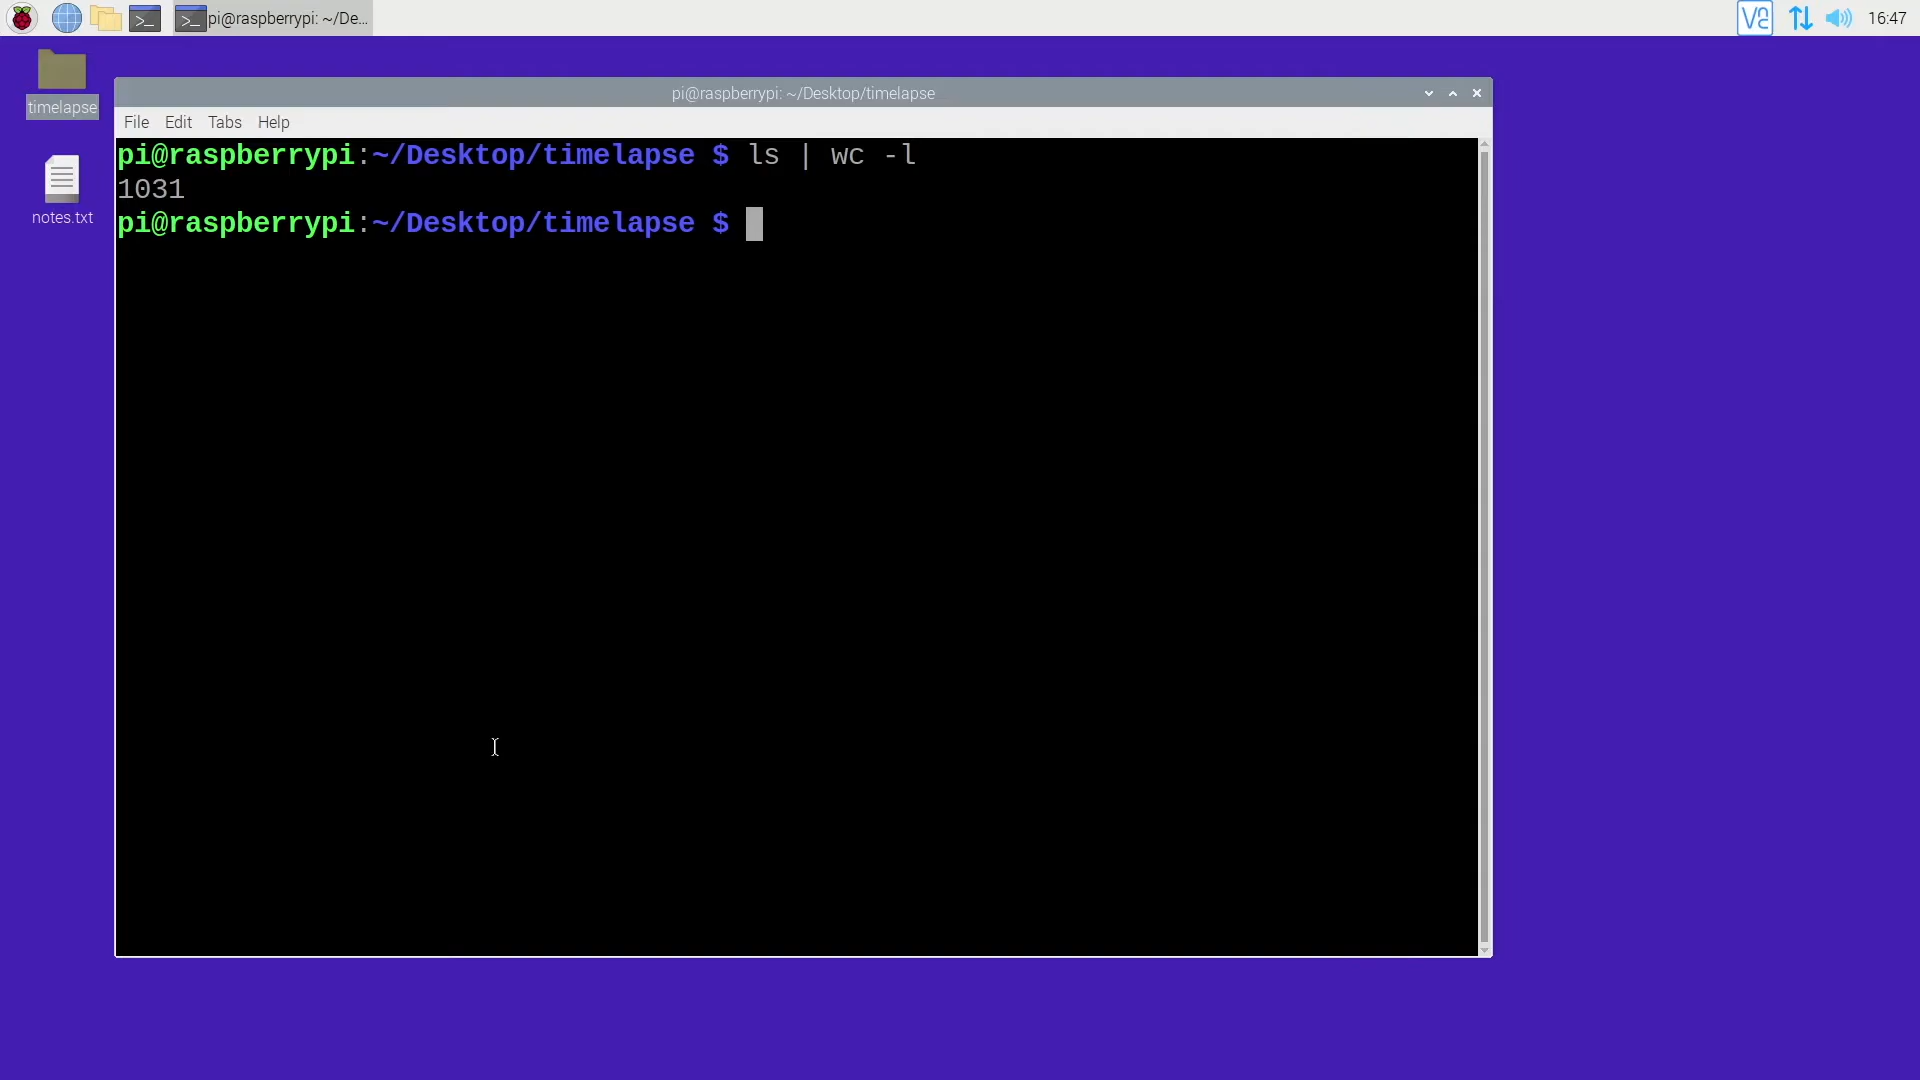 pi@raspberrypi: ~/De...
16:47
timelapse
notes.txt
pi@raspberrypi: ~/Desktop/timelapse
File Edit Tabs Help
pi@raspberrypi:~/Desktop/timelapse $ ls | wc -l
1031
pi@raspberrypi:~/Desktop/timelapse $